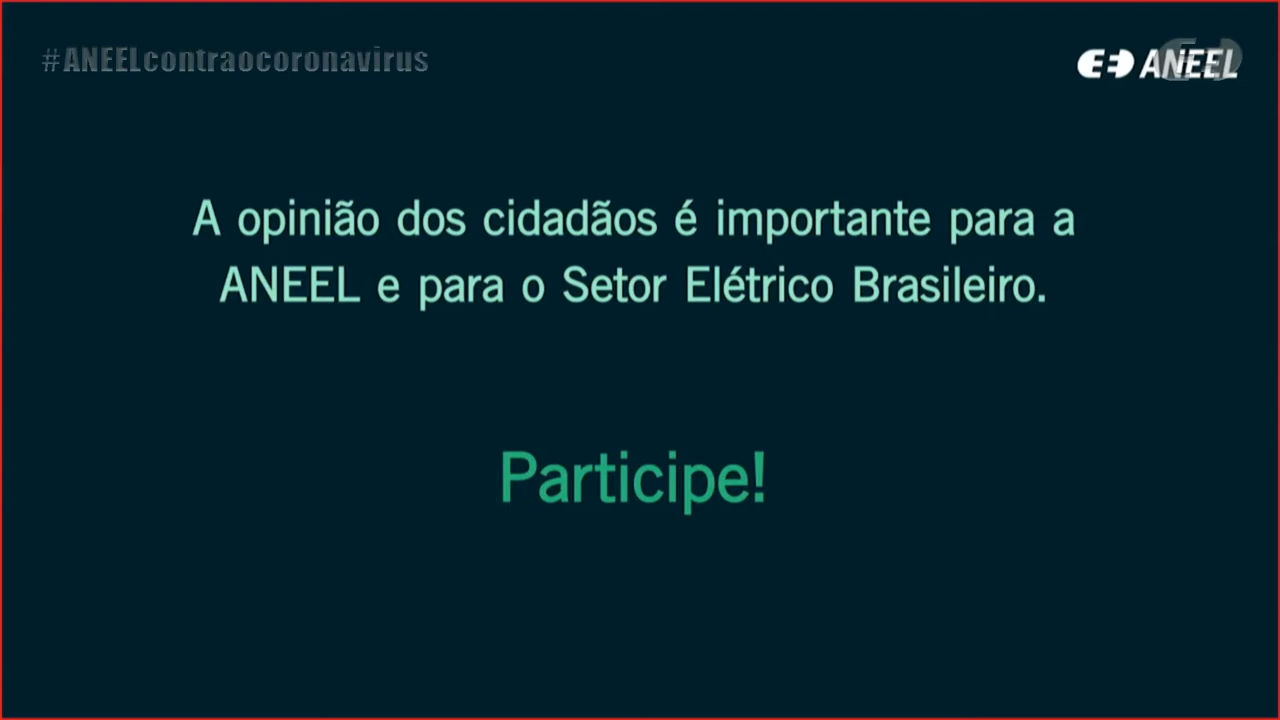 #ANEELcontraocoronavirus
ANEEL
A opinião dos cidadãos é importante para a
ANEEL e para o Setor Elétrico Brasileiro.
Participe!